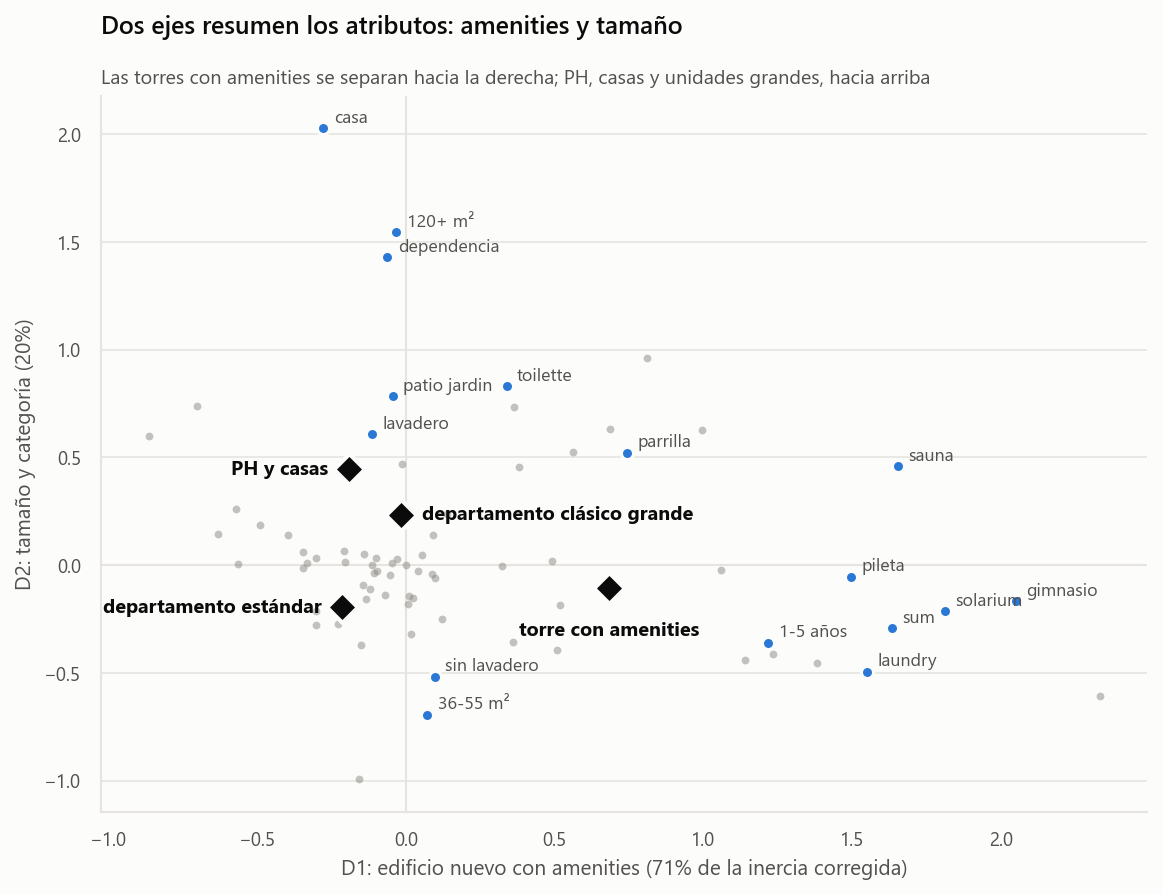 Dos ejes resumen los atributos: amenities y tamaño
Las torres con amenities se separan hacia la derecha; PH, casas y unidades grandes, hacia arriba
casa
2.0
120+ m²
1.5
dependencia
1.0
toilette
patio jardin
lavadero
parrilla
sauna
0.5
PH y casas
departamento clásico grande
0.0
pileta
gimnasio
solarium
departamento estándar
sum
torre con amenities
1-5 años
laundry
sin lavadero
−0.5
36-55 m²
−1.0
D2: tamaño y categoría (20%)
−1.0 −0.5 0.0 0.5 1.0 1.5 2.0
D1: edificio nuevo con amenities (71% de la inercia corregida)